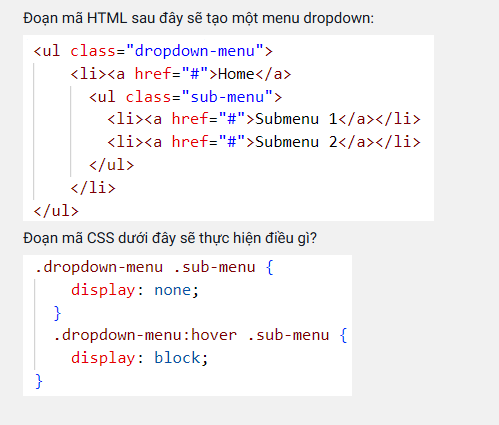 Đoạn mã HTML sau đây sẽ tạo một menu dropdown:
<ul class="dropdown-menu">
    <li><a href="#">Home</a>
      <ul class="sub-menu">
        <li><a href="#">Submenu 1</a></li>
        <li><a href="#">Submenu 2</a></li>
      </ul>
    </li>
</ul>
Đoạn mã CSS dưới đây sẽ thực hiện điều gì?
.dropdown-menu .sub-menu {
    display: none;
  }
  .dropdown-menu:hover .sub-menu {
    display: block;
}